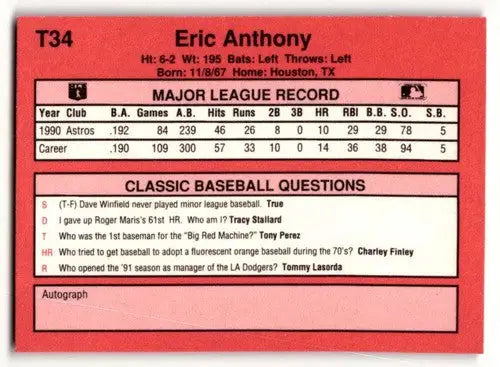 T34
Eric Anthony
Ht: 6-2 Wt: 195 Bats: Left Throws: Left
Born: 11/8/67 Home: Houston, TX
MAJOR LEAGUE RECORD
Year Club B.A. Games A.B. Hits Runs 2B 3B HR RBI B.B. S.O. S.B.
1990 Astros .192 84 239 46 26 8 0 10 29 29 78 5
Career .190 109 300 57 33 10 0 14 36 38 94 5
CLASSIC BASEBALL QUESTIONS
S (T-F) Dave Winfield never played minor league baseball. True
D I gave up Roger Maris's 61st HR. Who am I? Tracy Stallard
T Who was the 1st baseman for the "Big Red Machine?" Tony Perez
HR Who tried to get baseball to adopt a fluorescent orange baseball during the 70's? Charley Finley
R Who opened the '91 season as manager of the LA Dodgers? Tommy Lasorda
Autograph